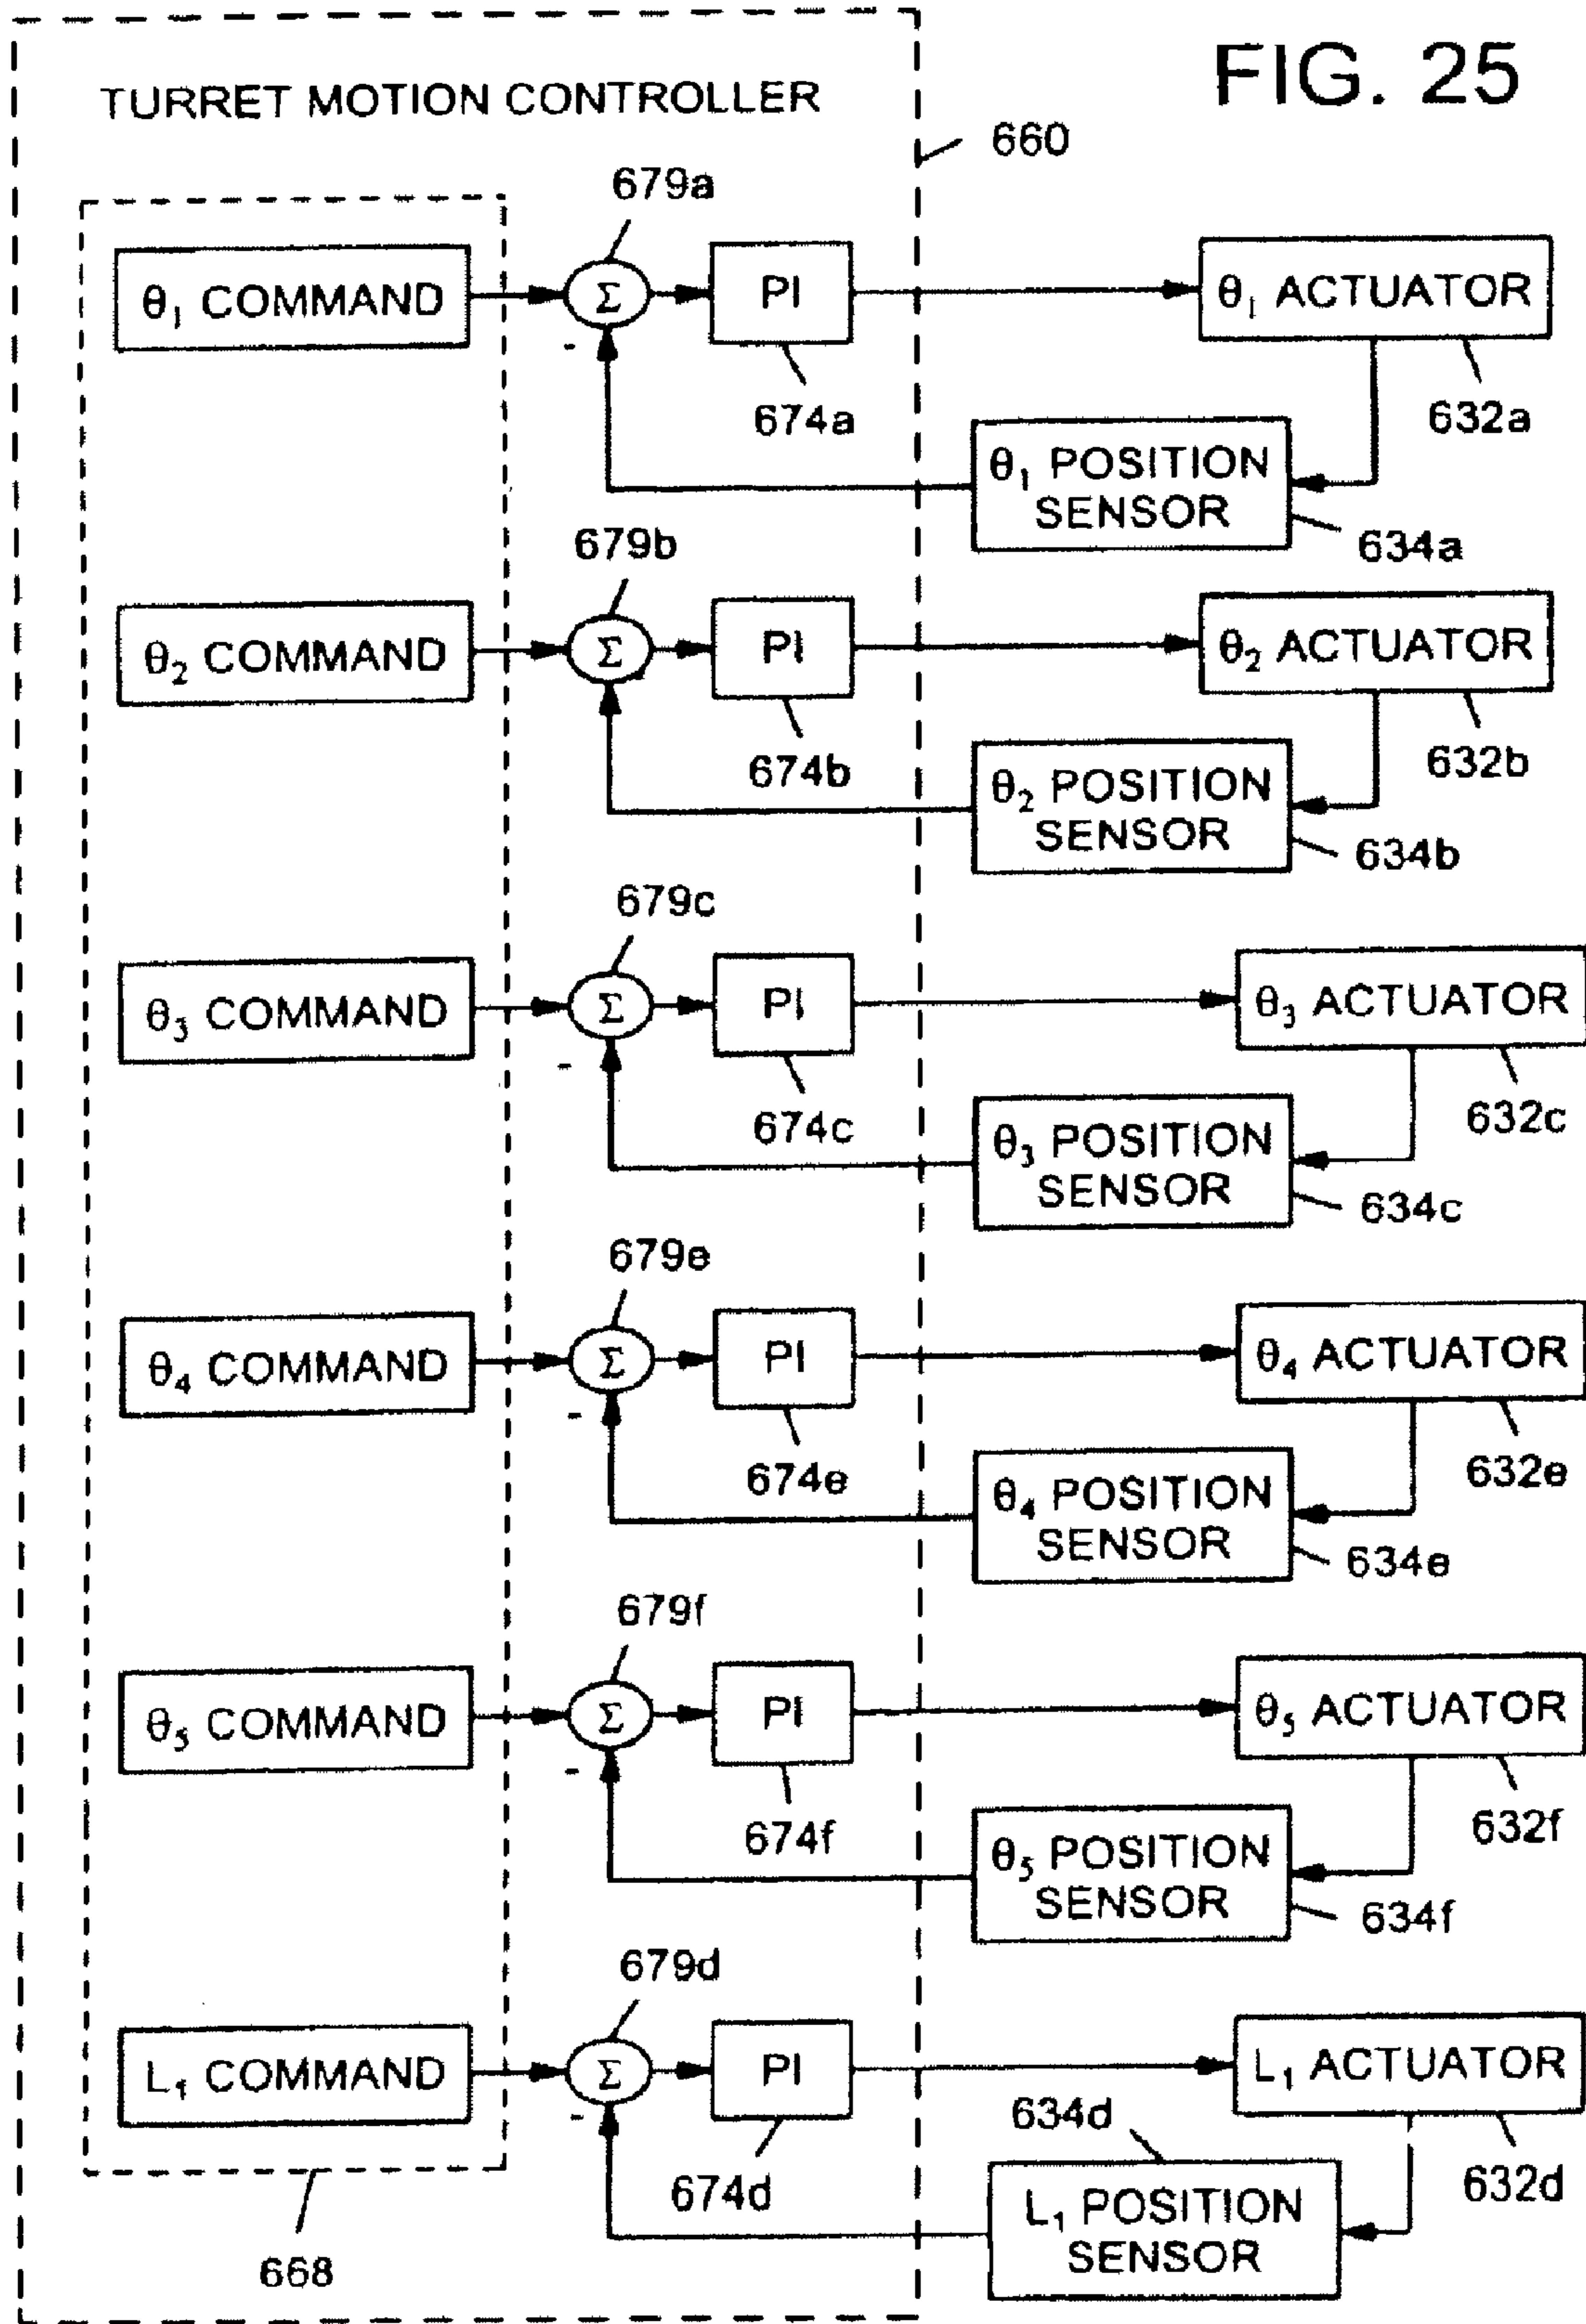 FIG. 25
TURRET MOTION CONTROLLER
660
679a
θ₁ COMMAND
Σ
PI
θ₁ ACTUATOR
-
674a
632a
θ₁ POSITION
SENSOR
634a
679b
θ₂ COMMAND
Σ
PI
θ₂ ACTUATOR
-
674b
632b
θ₂ POSITION
SENSOR
634b
679c
θ₃ COMMAND
Σ
PI
θ₃ ACTUATOR
-
674c
632c
θ₃ POSITION
SENSOR
634c
679e
θ₄ COMMAND
Σ
PI
θ₄ ACTUATOR
-
674e
632e
θ₄ POSITION
SENSOR
634e
679f
θ₅ COMMAND
Σ
PI
θ₅ ACTUATOR
-
674f
632f
θ₅ POSITION
SENSOR
634f
679d
L₁ COMMAND
Σ
PI
L₁ ACTUATOR
-
634d
674d
632d
L₁ POSITION
SENSOR
668